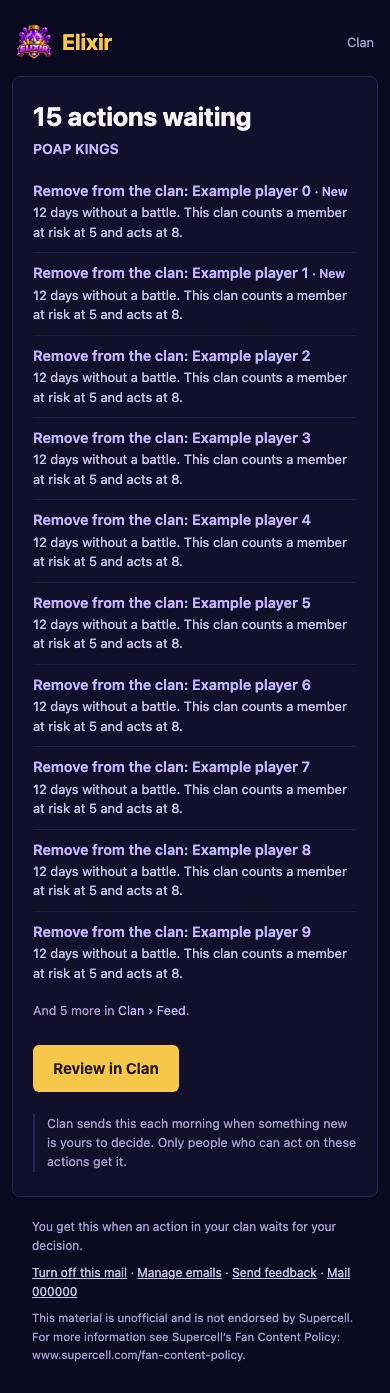 ELIXIR
Elixir
Clan
15 actions waiting
POAP KINGS
Remove from the clan: Example player 0 · New
12 days without a battle. This clan counts a member
at risk at 5 and acts at 8.
Remove from the clan: Example player 1 · New
12 days without a battle. This clan counts a member
at risk at 5 and acts at 8.
Remove from the clan: Example player 2
12 days without a battle. This clan counts a member
at risk at 5 and acts at 8.
Remove from the clan: Example player 3
12 days without a battle. This clan counts a member
at risk at 5 and acts at 8.
Remove from the clan: Example player 4
12 days without a battle. This clan counts a member
at risk at 5 and acts at 8.
Remove from the clan: Example player 5
12 days without a battle. This clan counts a member
at risk at 5 and acts at 8.
Remove from the clan: Example player 6
12 days without a battle. This clan counts a member
at risk at 5 and acts at 8.
Remove from the clan: Example player 7
12 days without a battle. This clan counts a member
at risk at 5 and acts at 8.
Remove from the clan: Example player 8
12 days without a battle. This clan counts a member
at risk at 5 and acts at 8.
Remove from the clan: Example player 9
12 days without a battle. This clan counts a member
at risk at 5 and acts at 8.
And 5 more in Clan › Feed.
Review in Clan
Clan sends this each morning when something new
is yours to decide. Only people who can act on these
actions get it.
You get this when an action in your clan waits for your
decision.
Turn off this mail · Manage emails · Send feedback · Mail
000000
This material is unofficial and is not endorsed by Supercell.
For more information see Supercell's Fan Content Policy:
www.supercell.com/fan-content-policy.